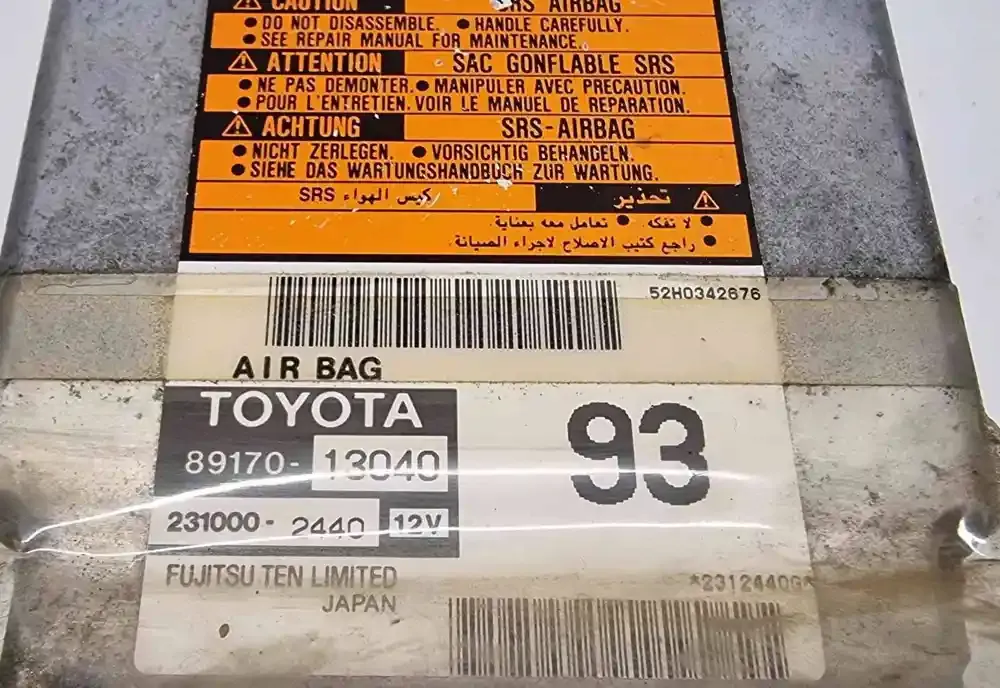 ⚠ CAUTION SRS AIRBAG
● DO NOT DISASSEMBLE. ● HANDLE CAREFULLY.
● SEE REPAIR MANUAL FOR MAINTENANCE.
⚠ ATTENTION SAC GONFLABLE SRS
● NE PAS DEMONTER. ● MANIPULER AVEC PRECAUTION.
● POUR L'ENTRETIEN. VOIR LE MANUEL DE REPARATION.
⚠ ACHTUNG SRS-AIRBAG
● NICHT ZERLEGEN. ● VORSICHTIG BEHANDELN.
● SIEHE DAS WARTUNGSHANDBUCH ZUR WARTUNG.
⚠ تحذير كيس الهواء SRS
● لا تفكه . ● تعامل معه بعناية .
● راجع كتيب الاصلاح لاجراء الصيانة .
52H0342676
AIR BAG
TOYOTA
93
89170- 13040
231000- 2440 12V
FUJITSU TEN LIMITED
JAPAN
*2312440G*